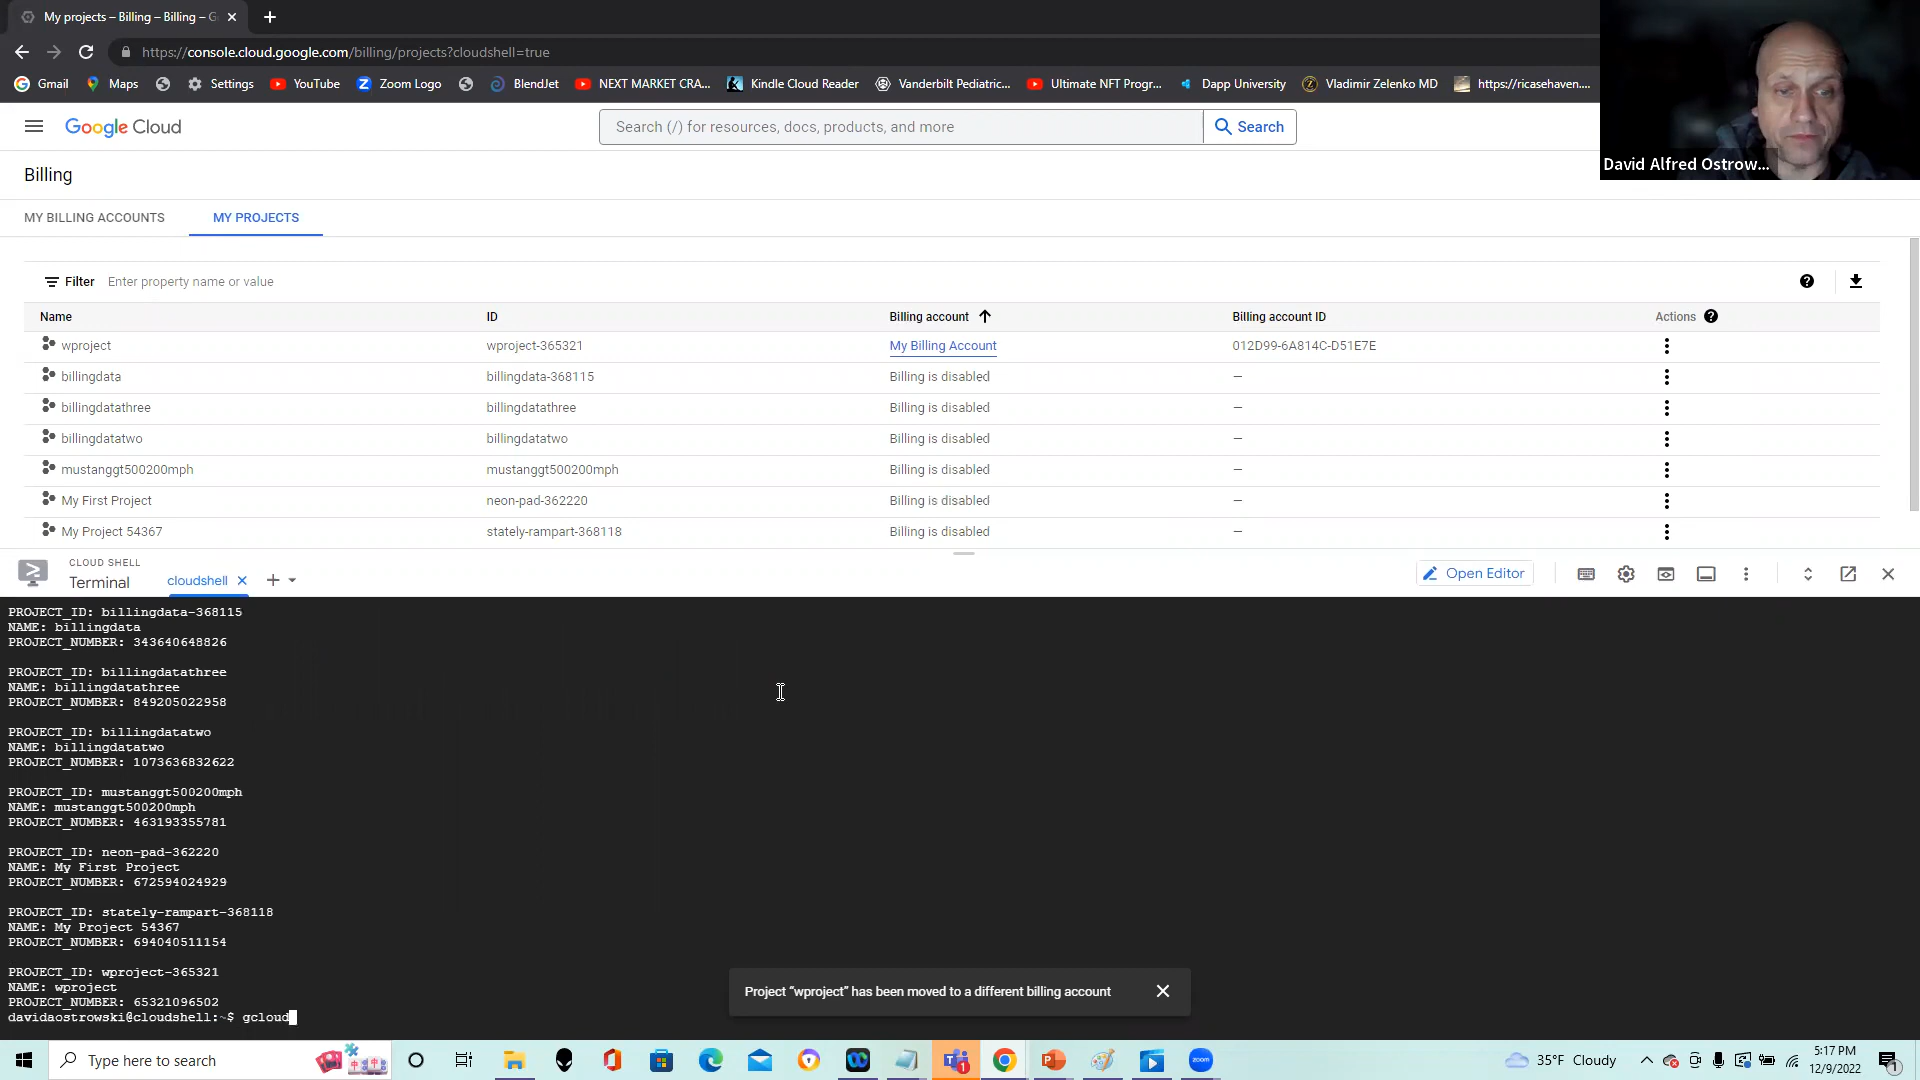 My projects – Billing – Billing – G
https://console.cloud.google.com/billing/projects?cloudshell=true
Gmail Maps Settings YouTube Zoom Logo BlendJet NEXT MARKET CRA... Kindle Cloud Reader Vanderbilt Pediatric... Ultimate NFT Progr... Dapp University Vladimir Zelenko MD https://ricasehaven....
Google Cloud
Search (/) for resources, docs, products, and more Search
David Alfred Ostrow...
Billing
MY BILLING ACCOUNTS MY PROJECTS
Filter Enter property name or value
Name ID Billing account Billing account ID Actions
wproject wproject-365321 My Billing Account 012D99-6A814C-D51E7E
billingdata billingdata-368115 Billing is disabled —
billingdatathree billingdatathree Billing is disabled —
billingdatatwo billingdatatwo Billing is disabled —
mustanggt500200mph mustanggt500200mph Billing is disabled —
My First Project neon-pad-362220 Billing is disabled —
My Project 54367 stately-rampart-368118 Billing is disabled —
CLOUD SHELL
Terminal cloudshell Open Editor
PROJECT_ID: billingdata-368115
NAME: billingdata
PROJECT_NUMBER: 343640648826
PROJECT_ID: billingdatathree
NAME: billingdatathree
PROJECT_NUMBER: 849205022958
PROJECT_ID: billingdatatwo
NAME: billingdatatwo
PROJECT_NUMBER: 1073636832622
PROJECT_ID: mustanggt500200mph
NAME: mustanggt500200mph
PROJECT_NUMBER: 463193355781
PROJECT_ID: neon-pad-362220
NAME: My First Project
PROJECT_NUMBER: 672594024929
PROJECT_ID: stately-rampart-368118
NAME: My Project 54367
PROJECT_NUMBER: 694040511154
PROJECT_ID: wproject-365321
NAME: wproject
PROJECT_NUMBER: 65321096502
davidaostrowski@cloudshell:~$ gcloud
Project “wproject” has been moved to a different billing account
Type here to search
35°F Cloudy
5:17 PM
12/9/2022